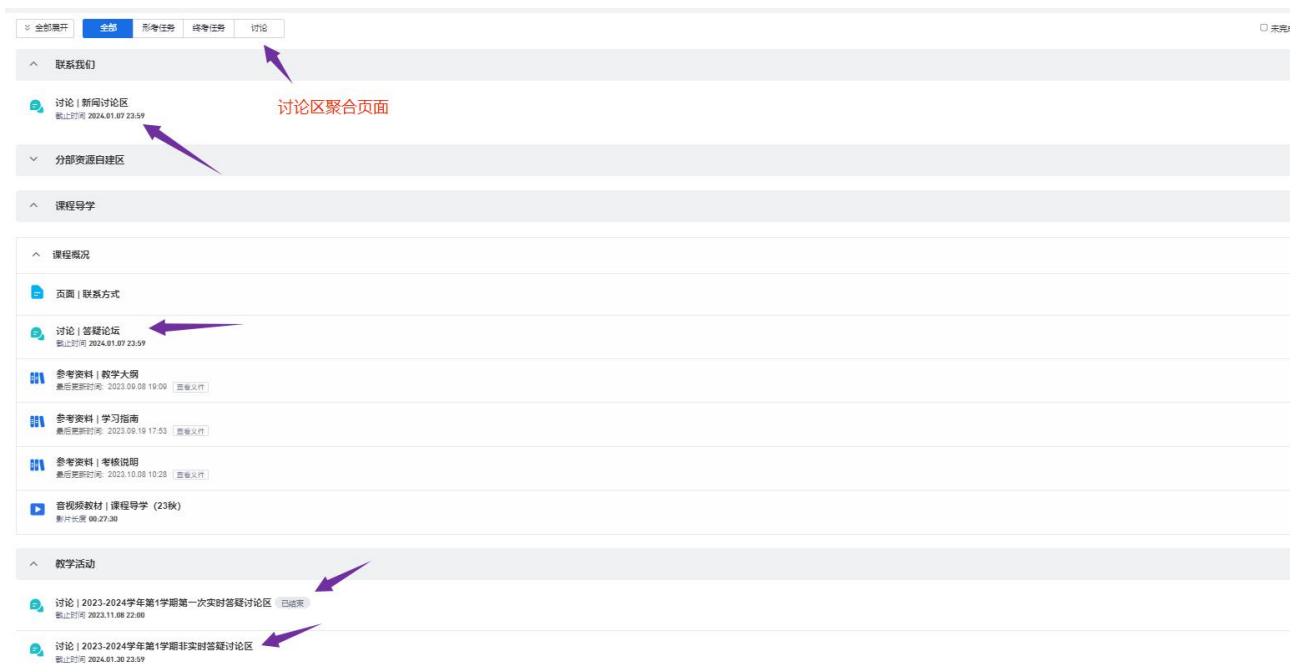 全部展开 全部 形考任务 终考任务 讨论 未完成
联系我们
讨论 | 新闻讨论区
截止时间 2024.01.07 23:59
讨论区聚合页面
分部资源自建区
课程导学
课程概况
页面 | 联系方式
讨论 | 答疑论坛
截止时间 2024.01.07 23:59
参考资料 | 教学大纲
最后更新时间: 2023.09.08 19:09 查看文件
参考资料 | 学习指南
最后更新时间: 2023.09.19 17:53 查看文件
参考资料 | 考核说明
最后更新时间: 2023.10.08 10:28 查看文件
音视频教材 | 课程导学（23秋）
影片长度 00:27:30
教学活动
讨论 | 2023-2024学年第1学期第一次实时答疑讨论区 已结束
截止时间 2023.11.08 22:00
讨论 | 2023-2024学年第1学期非实时答疑讨论区
截止时间 2024.01.30 23:59